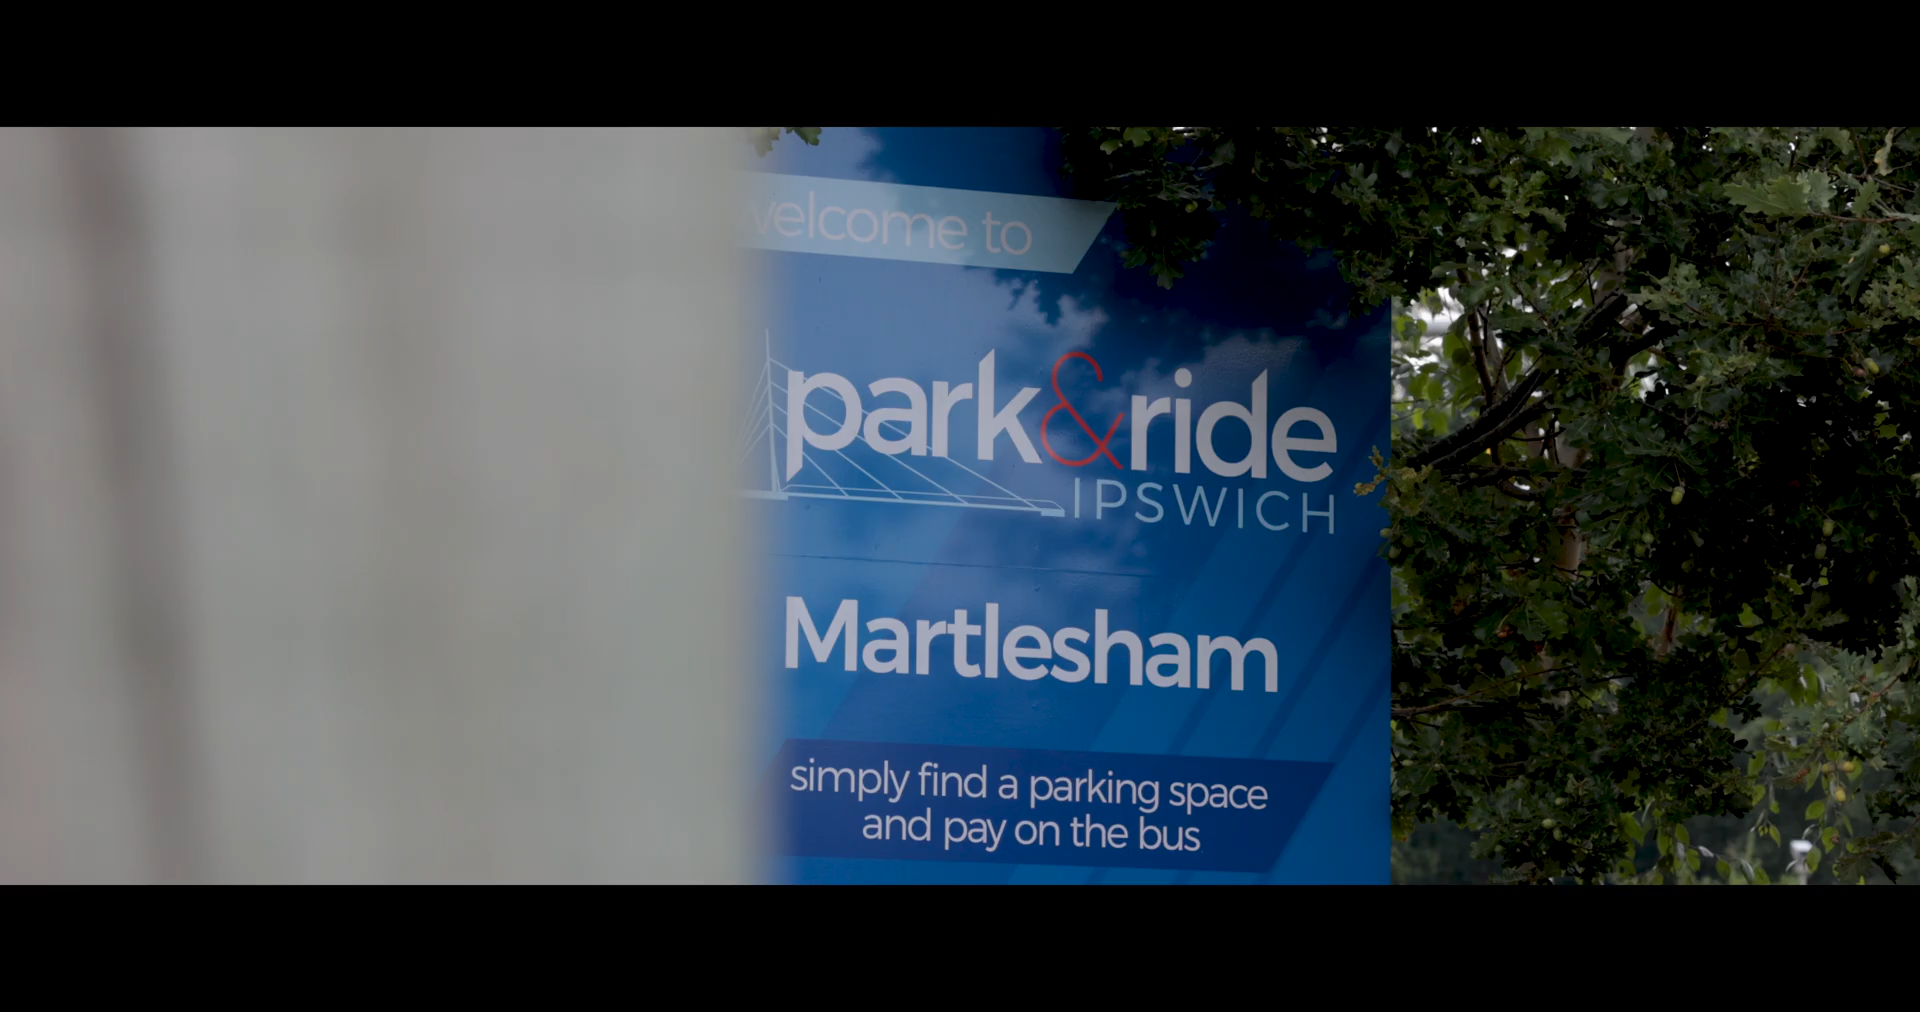 welcome to
park&ride
IPSWICH
Martlesham
simply find a parking space
and pay on the bus